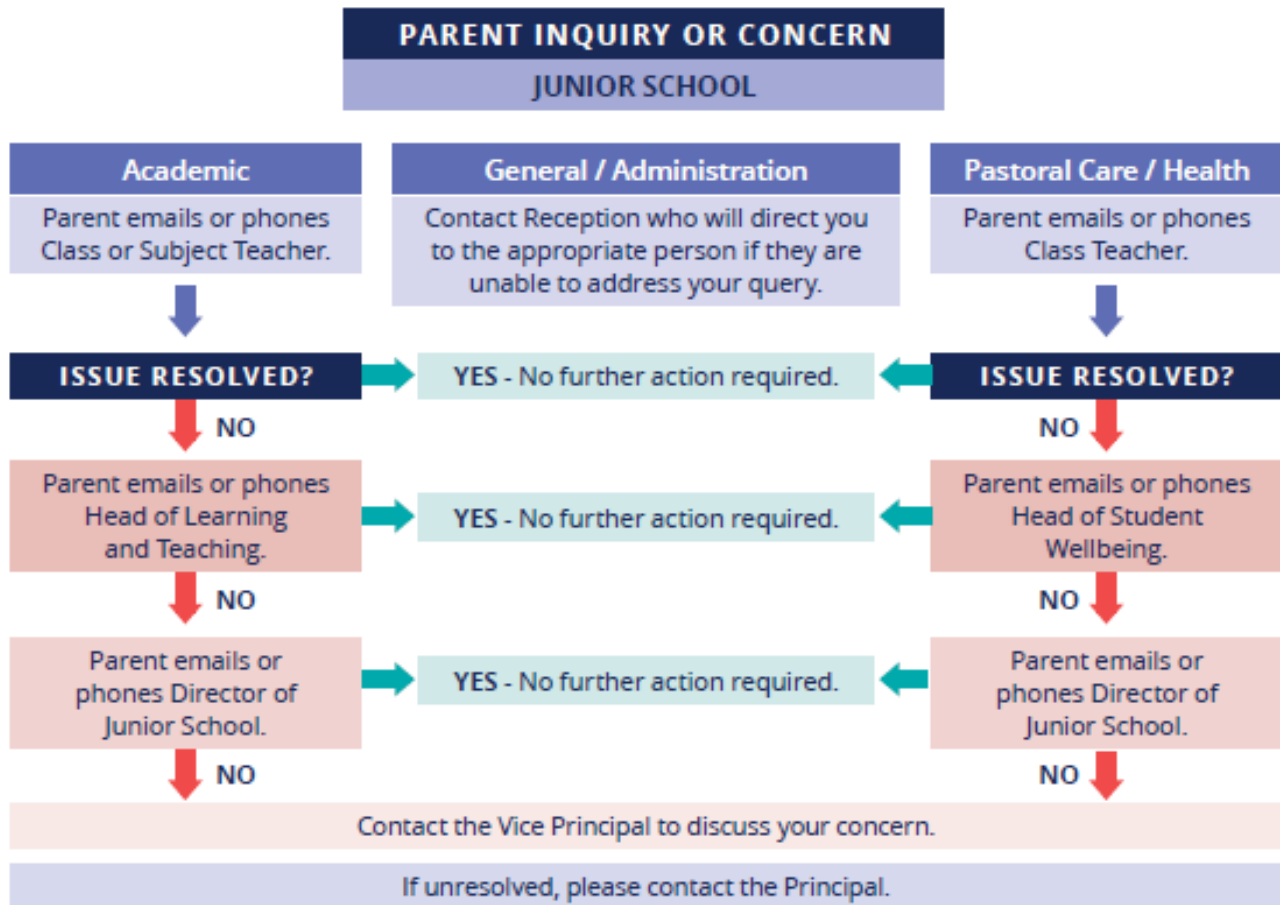 PARENT INQUIRY OR CONCERN
JUNIOR SCHOOL
Academic
Parent emails or phones
Class or Subject Teacher.
General / Administration
Contact Reception who will direct you
to the appropriate person if they are
unable to address your query.
Pastoral Care / Health
Parent emails or phones
Class Teacher.
ISSUE RESOLVED?
YES - No further action required.
ISSUE RESOLVED?
NO
NO
Parent emails or phones
Head of Learning
and Teaching.
YES - No further action required.
Parent emails or phones
Head of Student
Wellbeing.
NO
NO
Parent emails or
phones Director of
Junior School.
YES - No further action required.
Parent emails or
phones Director of
Junior School.
NO
NO
Contact the Vice Principal to discuss your concern.
If unresolved, please contact the Principal.